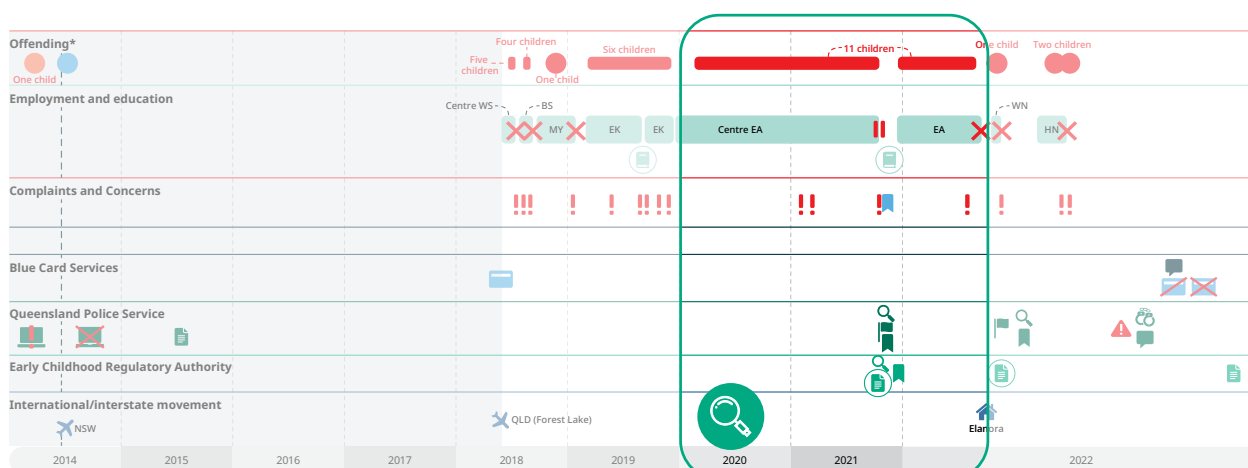 Offending*
One child
Five
children
Four children
One child
Six children
11 children
One child
Two children
Employment and education
Centre WS
BS
MY
EK
EK
Centre EA
EA
WN
HN
Complaints and Concerns
Blue Card Services
Queensland Police Service
Early Childhood Regulatory Authority
International/interstate movement
NSW
QLD (Forest Lake)
Elanora
2014
2015
2016
2017
2018
2019
2020
2021
2022